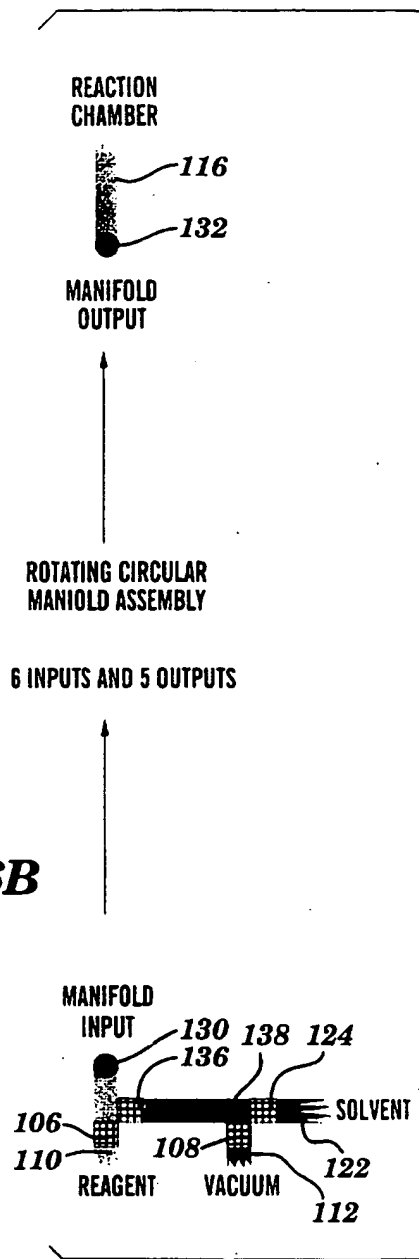 REACTION
CHAMBER
116
132
MANIFOLD
OUTPUT
ROTATING CIRCULAR
MANIOLD ASSEMBLY
6 INPUTS AND 5 OUTPUTS
MANIFOLD
INPUT
130
136
138
124
106
110
108
SOLVENT
122
REAGENT
VACUUM
112